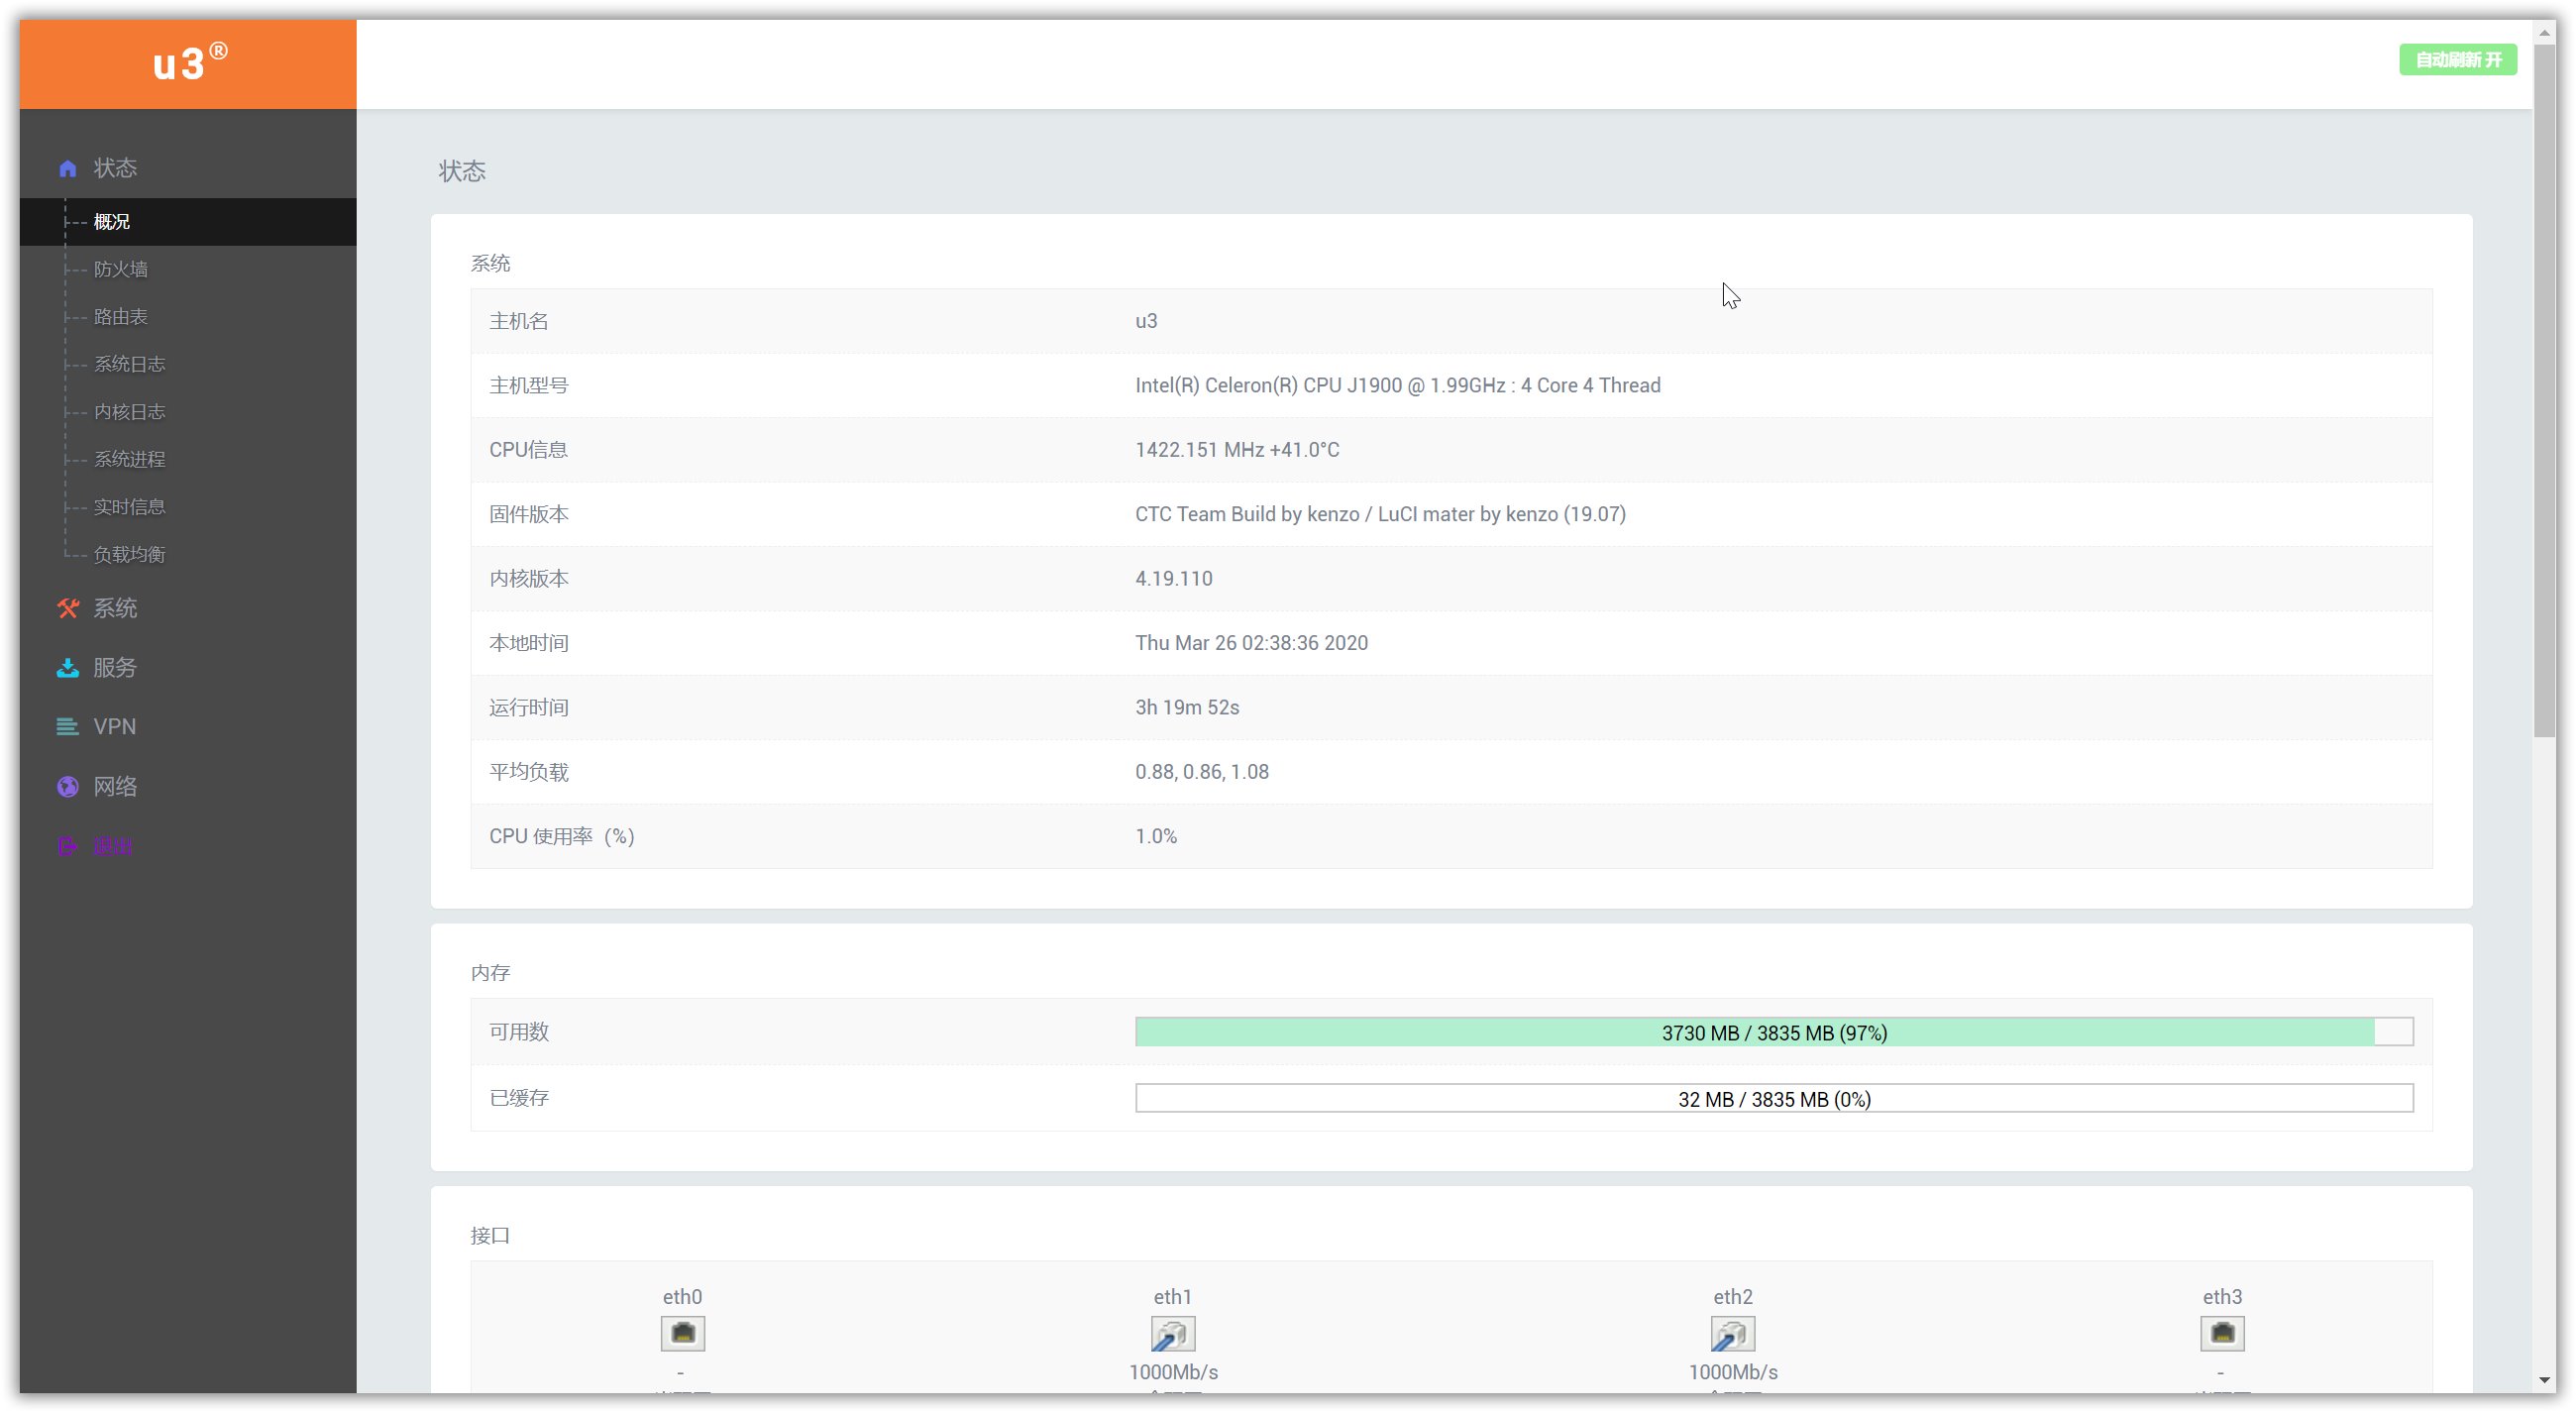 u3®
自动刷新 开
状态
概况
防火墙
路由表
系统日志
内核日志
系统进程
实时信息
负载均衡
系统
服务
VPN
网络
退出
状态
系统
主机名 u3
主机型号 Intel(R) Celeron(R) CPU J1900 @ 1.99GHz : 4 Core 4 Thread
CPU信息 1422.151 MHz +41.0°C
固件版本 CTC Team Build by kenzo / LuCI mater by kenzo (19.07)
内核版本 4.19.110
本地时间 Thu Mar 26 02:38:36 2020
运行时间 3h 19m 52s
平均负载 0.88, 0.86, 1.08
CPU 使用率（%） 1.0%
内存
可用数 3730 MB / 3835 MB (97%)
已缓存 32 MB / 3835 MB (0%)
接口
eth0 eth1 eth2 eth3
- 1000Mb/s 1000Mb/s -